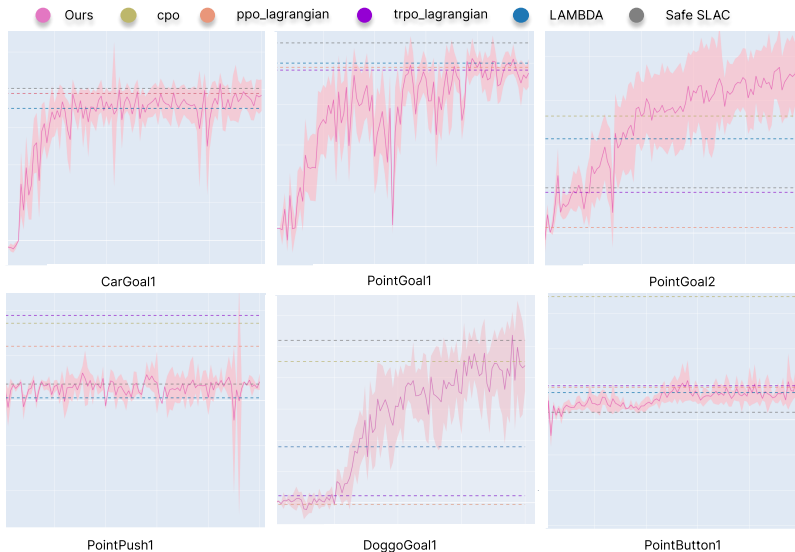 Ours cpo ppo_lagrangian trpo_lagrangian LAMBDA Safe SLAC
CarGoal1 PointGoal1 PointGoal2
PointPush1 DoggoGoal1 PointButton1